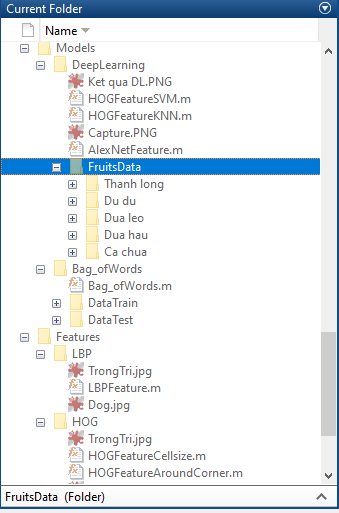 Current Folder
Name
Models
DeepLearning
Ket qua DL.PNG
HOGFeatureSVM.m
HOGFeatureKNN.m
Capture.PNG
AlexNetFeature.m
FruitsData
Thanh long
Du du
Dua leo
Dua hau
Ca chua
Bag_ofWords
Bag_ofWords.m
DataTrain
DataTest
Features
LBP
TrongTri.jpg
LBPFeature.m
Dog.jpg
HOG
TrongTri.jpg
HOGFeatureCellsize.m
HOGFeatureAroundCorner.m
FruitsData (Folder)